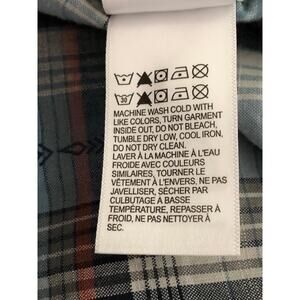 30
MACHINE WASH COLD WITH
LIKE COLORS, TURN GARMENT
INSIDE OUT, DO NOT BLEACH,
TUMBLE DRY LOW, COOL IRON,
DO NOT DRY CLEAN.
LAVER À LA MACHINE À L'EAU
FROIDE AVEC COULEURS
SIMILAIRES, TOURNER LE
VÊTEMENT À L'ENVERS, NE PAS
JAVELLISER, SÉCHER PAR
CULBUTAGE À BASSE
TEMPÉRATURE, REPASSER À
FROID, NE PAS NETTOYER À
SEC.